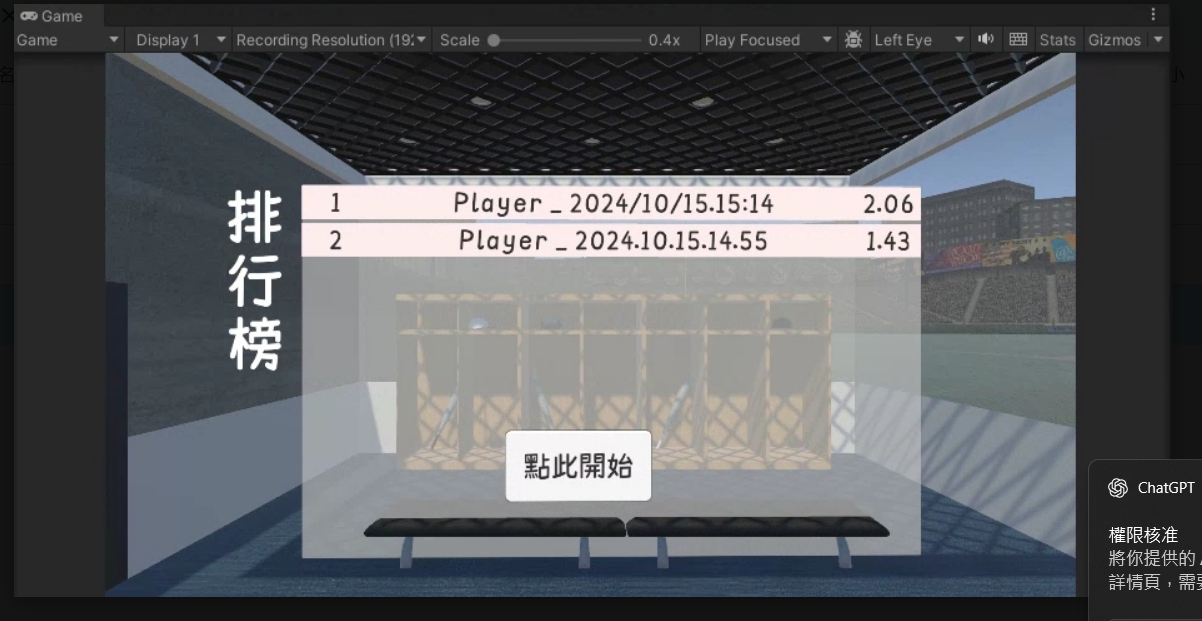 Game
Game Display 1 Recording Resolution (192 Scale 0.4x Play Focused Left Eye Stats Gizmos
排行榜
1 Player _ 2024/10/15.15:14 2.06
2 Player _ 2024.10.15.14.55 1.43
點此開始
ChatGPT
權限核准
將你提供的
詳情頁，需要